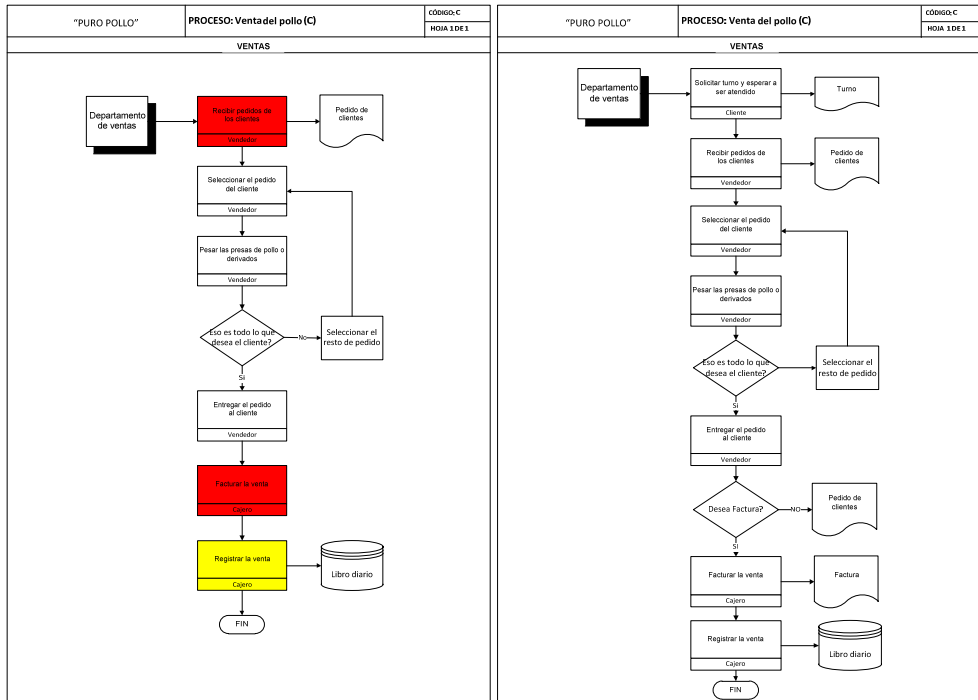 "PURO POLLO"
PROCESO: Venta del pollo (C)
CÓDIGO: C
HOJA 1 DE 1
VENTAS
Departamento
de ventas
Recibir pedidos de
los clientes
Vendedor
Pedido de
clientes
Seleccionar el pedido
del cliente
Vendedor
Pesar las presas de pollo o
derivados
Vendedor
Eso es todo lo que
desea el cliente?
No
Seleccionar el
resto de pedido
Si
Entregar el pedido
al cliente
Vendedor
Facturar la venta
Cajero
Registrar la venta
Cajero
Libro diario
FIN
"PURO POLLO"
PROCESO: Venta del pollo (C)
CÓDIGO: C
HOJA 1 DE 1
VENTAS
Departamento
de ventas
Solicitar turno y esperar a
ser atendido
Cliente
Turno
Recibir pedidos de
los clientes
Vendedor
Pedido de
clientes
Seleccionar el pedido
del cliente
Vendedor
Pesar las presas de pollo o
derivados
Vendedor
Eso es todo lo que
desea el cliente?
Seleccionar el
resto de pedido
Si
Entregar el pedido
al cliente
Vendedor
Desea Factura?
NO
Pedido de
clientes
Si
Facturar la venta
Cajero
Factura
Registrar la venta
Cajero
Libro diario
FIN